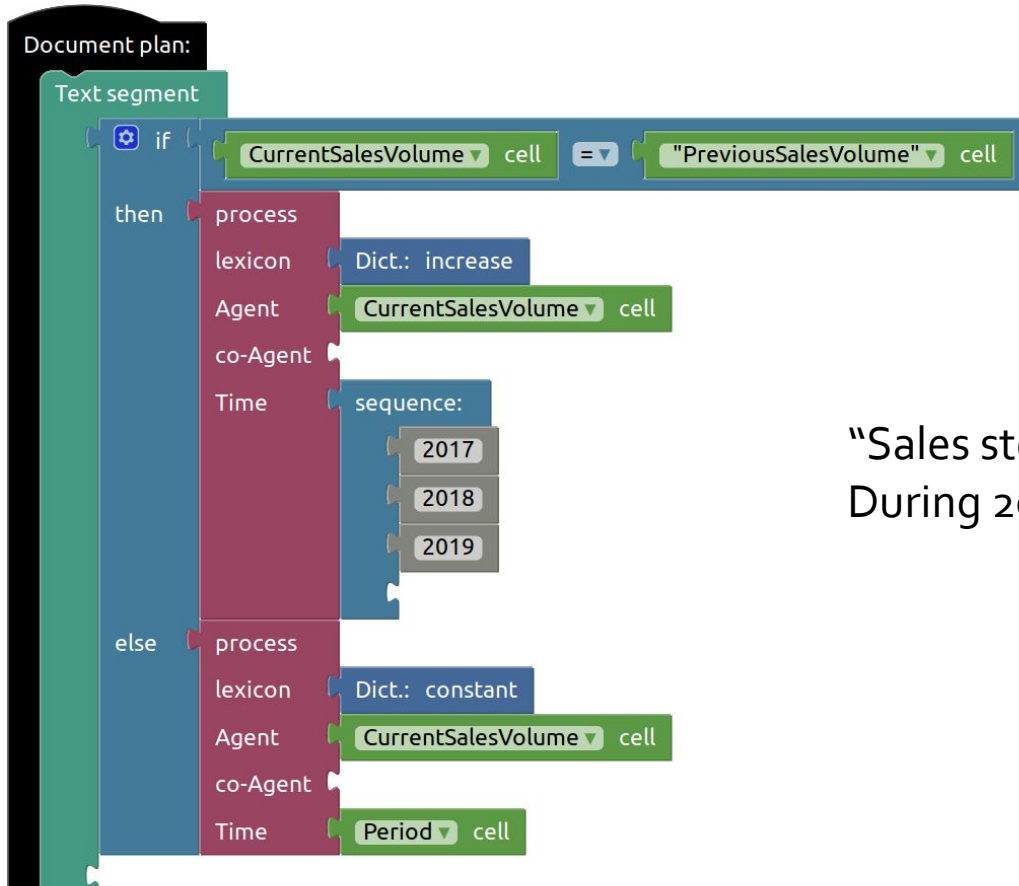 Document plan:
Text segment
if CurrentSalesVolume cell = "PreviousSalesVolume" cell
then process
lexicon Dict.: increase
Agent CurrentSalesVolume cell
co-Agent
Time sequence:
2017
2018
2019
else process
lexicon Dict.: constant
Agent CurrentSalesVolume cell
co-Agent
Time Period cell
“Sales
During